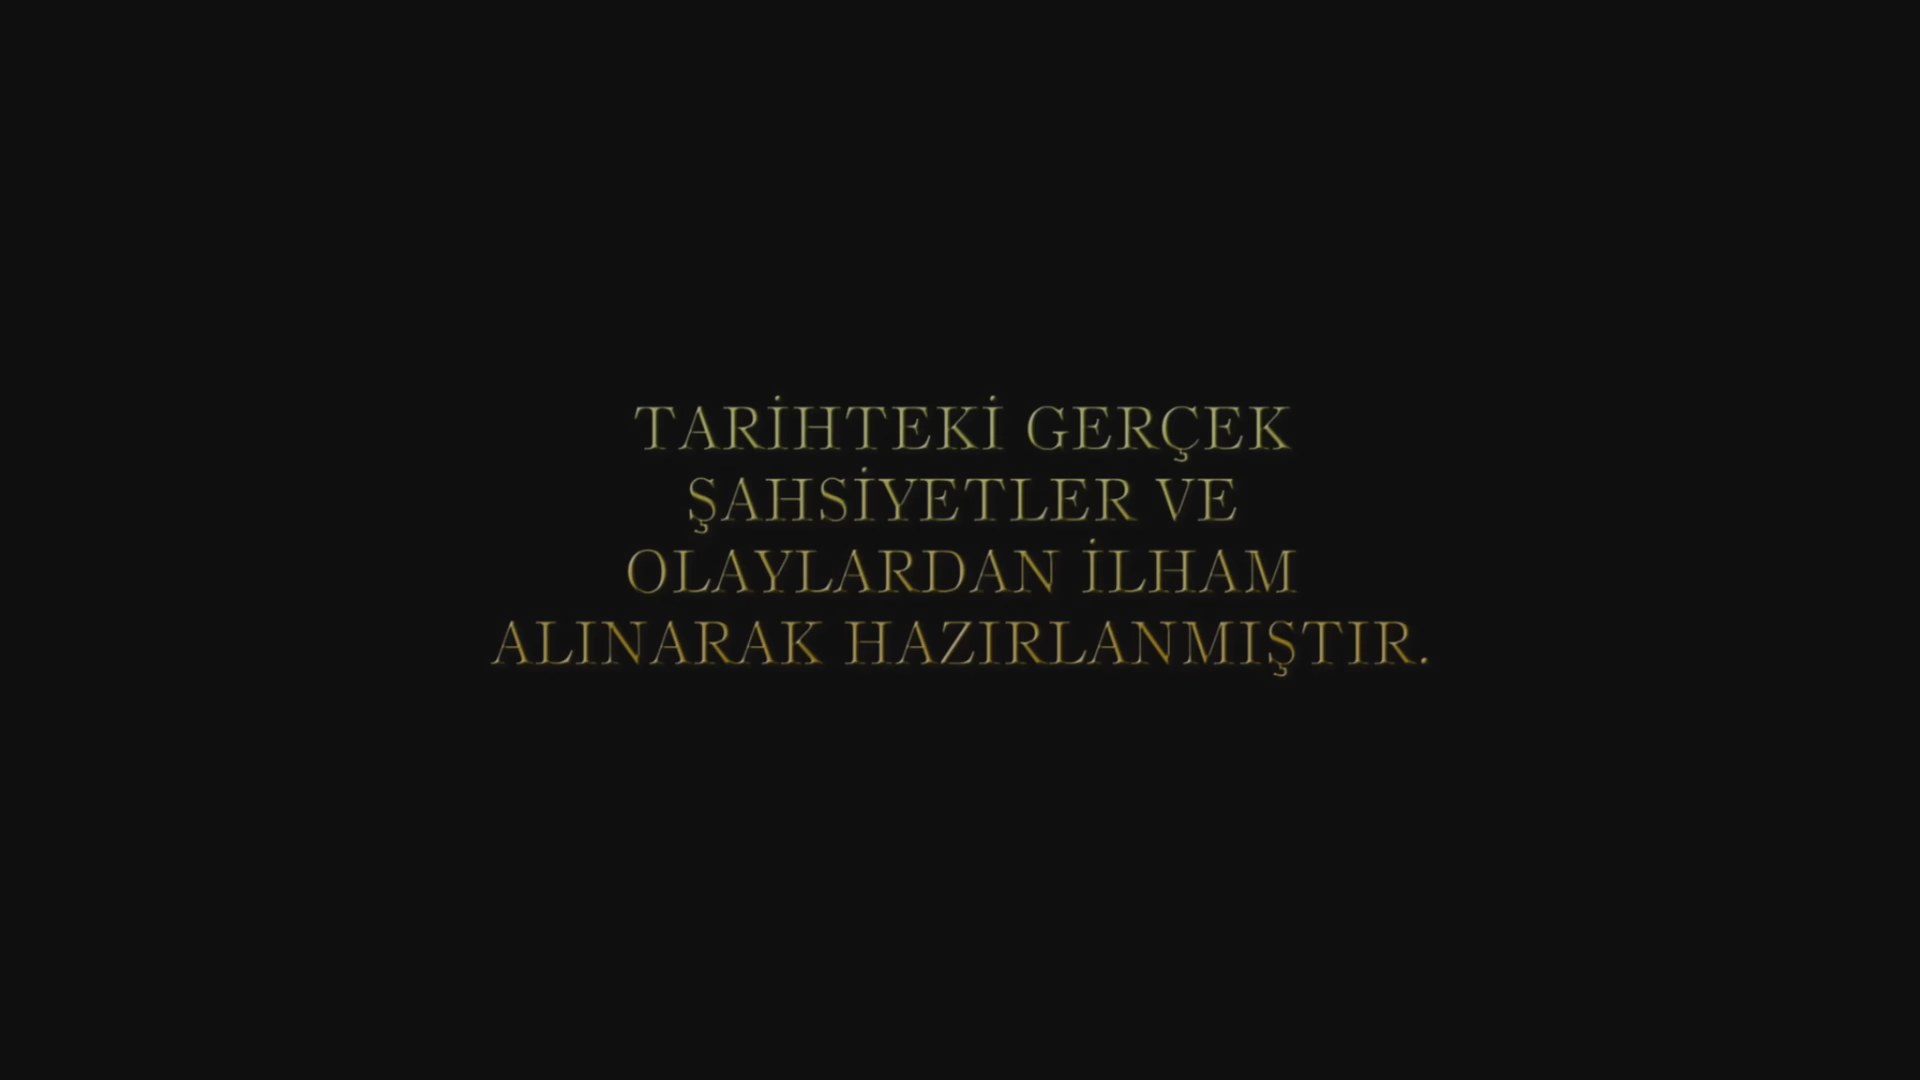 TARİHTEKİ GERÇEK
ŞAHSİYETLER VE
OLAYLARDAN İLHAM
ALINARAK HAZIRLANMIŞTIR.